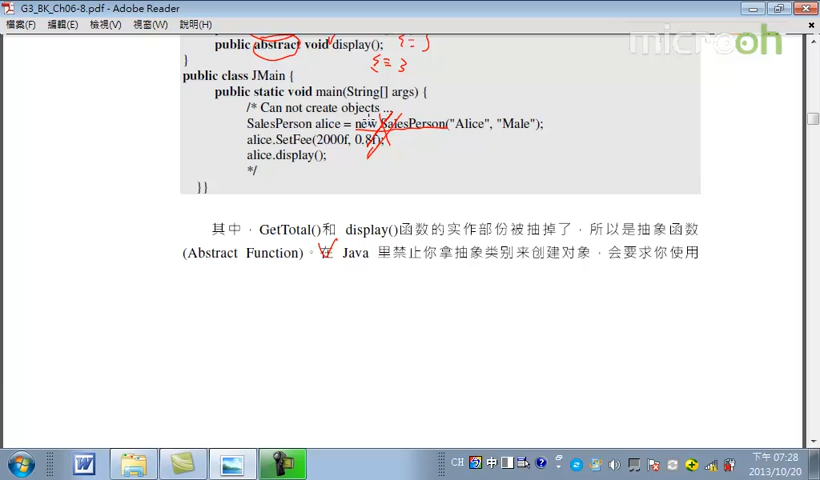 G3_BK_Ch06-8.pdf - Adobe Reader
檔案(F) 編輯(E) 檢視(V) 視窗(W) 說明(H)
microoh
public abstract void display();
}
public class JMain {
public static void main(String[] args) {
/* Can not create objects ...
SalesPerson alice = new SalesPerson("Alice", "Male");
alice.SetFee(2000f, 0.8f);
alice.display();
*/
}}
其中，GetTotal()和 display()函数的实作部份被抽掉了，所以是抽象函数
(Abstract Function)。在 Java 里禁止你拿抽象类别来创建对象，会要求你使用
CH 中
下午 07:28
2013/10/20